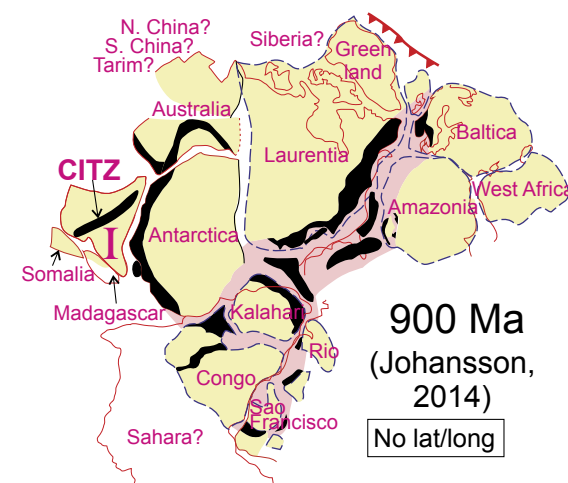 N. China?
S. China?
Tarim?
Siberia?
Green
land
Australia
Laurentia
Baltica
CITZ
West Africa
Amazonia
I
Antarctica
Somalia
Madagascar
Kalahari
Rio
Congo
Sao
Francisco
Sahara?
900 Ma
(Johansson,
2014)
No lat/long